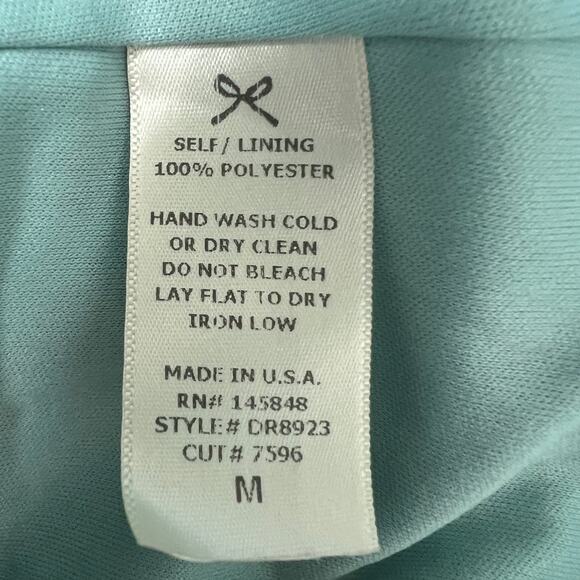 SELF/ LINING
100% POLYESTER
HAND WASH COLD
OR DRY CLEAN
DO NOT BLEACH
LAY FLAT TO DRY
IRON LOW
MADE IN U.S.A.
RN# 145848
STYLE# DR8923
CUT# 7596
M